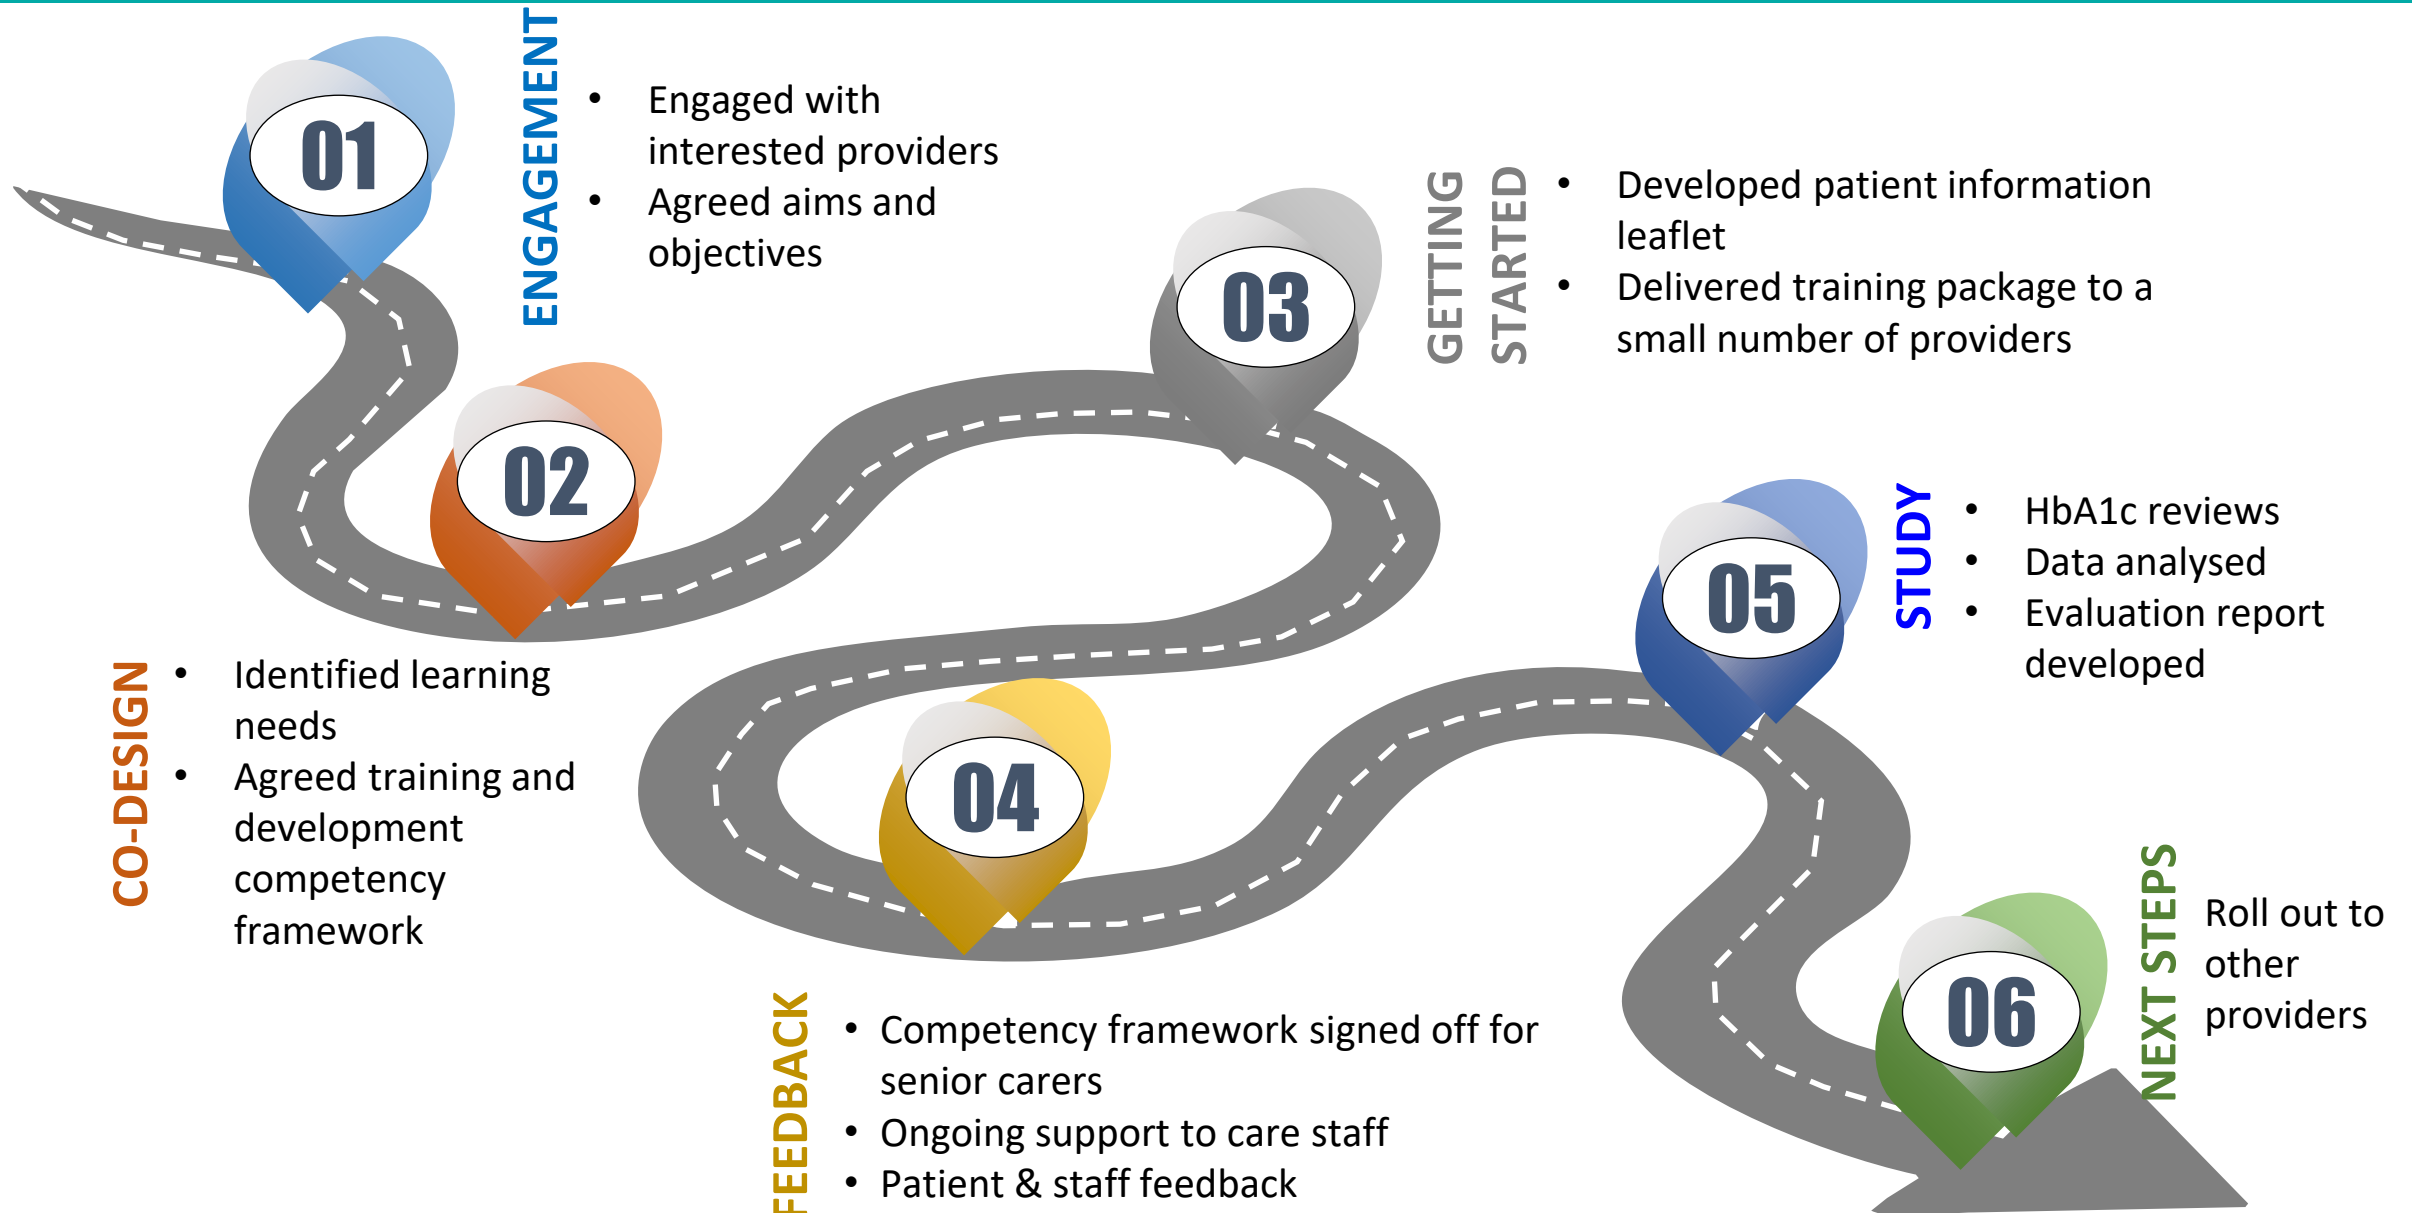 01
ENGAGEMENT
• Engaged with
interested providers
• Agreed aims and
objectives
02
CO-DESIGN
• Identified learning
needs
• Agreed training and
development
competency
framework
03
GETTING
STARTED
• Developed patient information
leaflet
• Delivered training package to a
small number of providers
04
FEEDBACK
• Competency framework signed off for
senior carers
• Ongoing support to care staff
• Patient & staff feedback
05
STUDY
• HbA1c reviews
• Data analysed
• Evaluation report
developed
06
NEXT STEPS
Roll out to
other
providers